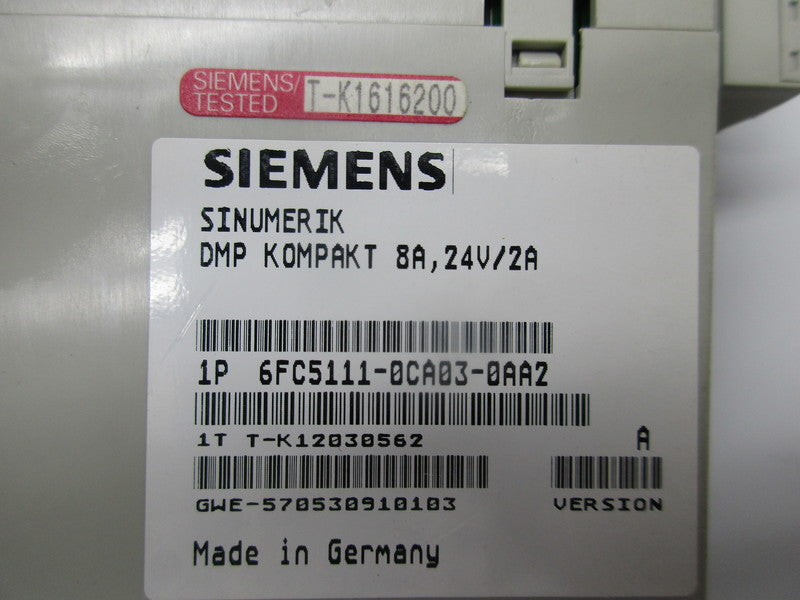 SIEMENS/
TESTED T-K1616200
SIEMENS
SINUMERIK
DMP KOMPAKT 8A,24V/2A
1P 6FC5111-0CA03-0AA2
1T T-K12030562 A
GWE-570530910103 VERSION
Made in Germany